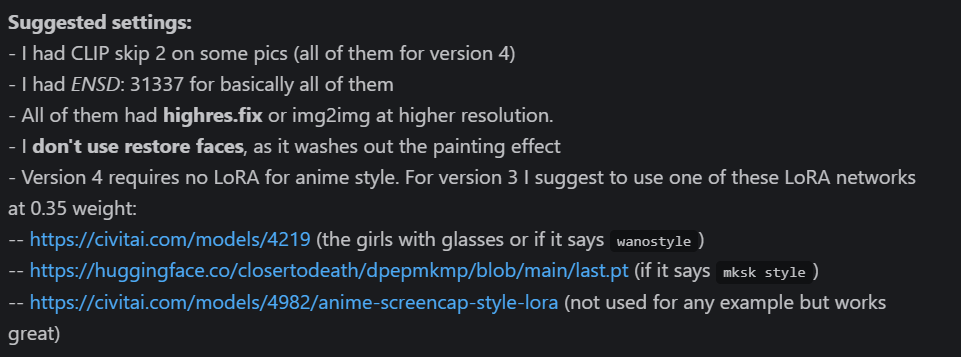 Suggested settings:
- I had CLIP skip 2 on some pics (all of them for version 4)
- I had ENSD: 31337 for basically all of them
- All of them had highres.fix or img2img at higher resolution.
- I don't use restore faces, as it washes out the painting effect
- Version 4 requires no LoRA for anime style. For version 3 I suggest to use one of these LoRA networks
at 0.35 weight:
-- https://civitai.com/models/4219 (the girls with glasses or if it says wanostyle )
-- https://huggingface.co/closertodeath/dpepmkmp/blob/main/last.pt (if it says mksk style )
-- https://civitai.com/models/4982/anime-screencap-style-lora (not used for any example but works
great)